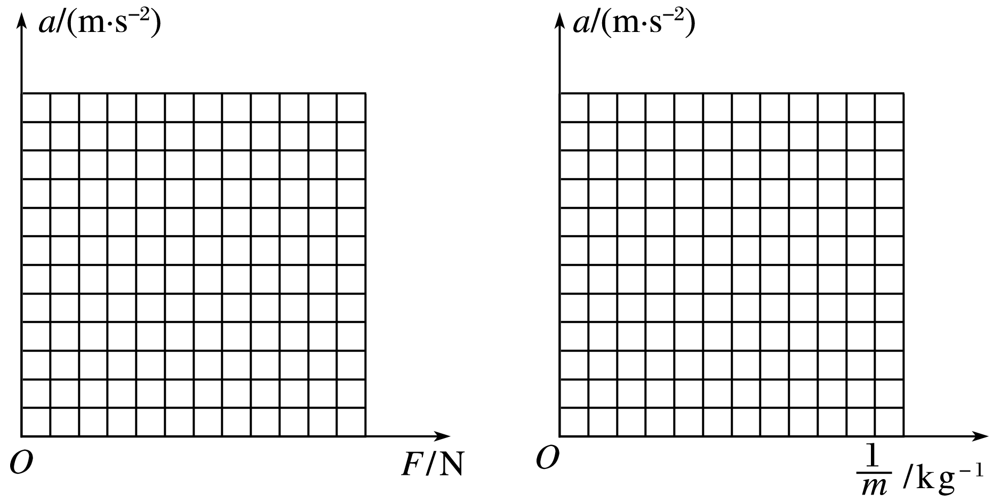 a/(m·s⁻²)
O
F/N
a/(m·s⁻²)
O
1/m /kg⁻¹